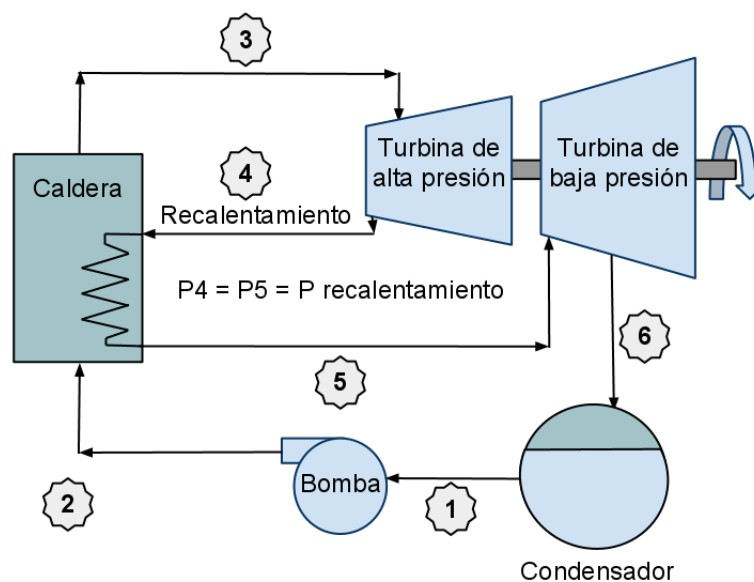 3
Turbina de
alta presión
Turbina de
baja presión
Caldera
4
Recalentamiento
P4 = P5 = P recalentamiento
6
5
2
Bomba
1
Condensador